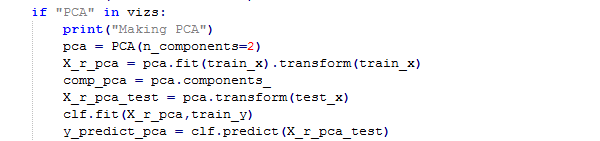 if "PCA" in vizs:
print("Making PCA")
pca = PCA(n_components=2)
X_r_pca = pca.fit(train_x).transform(train_x)
comp_pca = pca.components_
X_r_pca_test = pca.transform(test_x)
clf.fit(X_r_pca,train_y)
y_predict_pca = clf.predict(X_r_pca_test)